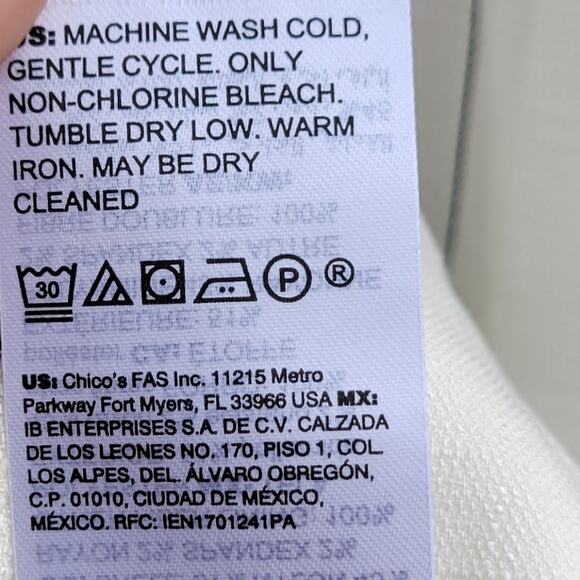 US: MACHINE WASH COLD,
GENTLE CYCLE. ONLY
NON-CHLORINE BLEACH.
TUMBLE DRY LOW. WARM
IRON. MAY BE DRY
CLEANED
30 P ®
US: Chico's FAS Inc. 11215 Metro
Parkway Fort Myers, FL 33966 USA MX:
IB ENTERPRISES S.A. DE C.V. CALZADA
DE LOS LEONES NO. 170, PISO 1, COL.
LOS ALPES, DEL. ÁLVARO OBREGÓN,
C.P. 01010, CIUDAD DE MÉXICO,
MÉXICO. RFC: IEN1701241PA